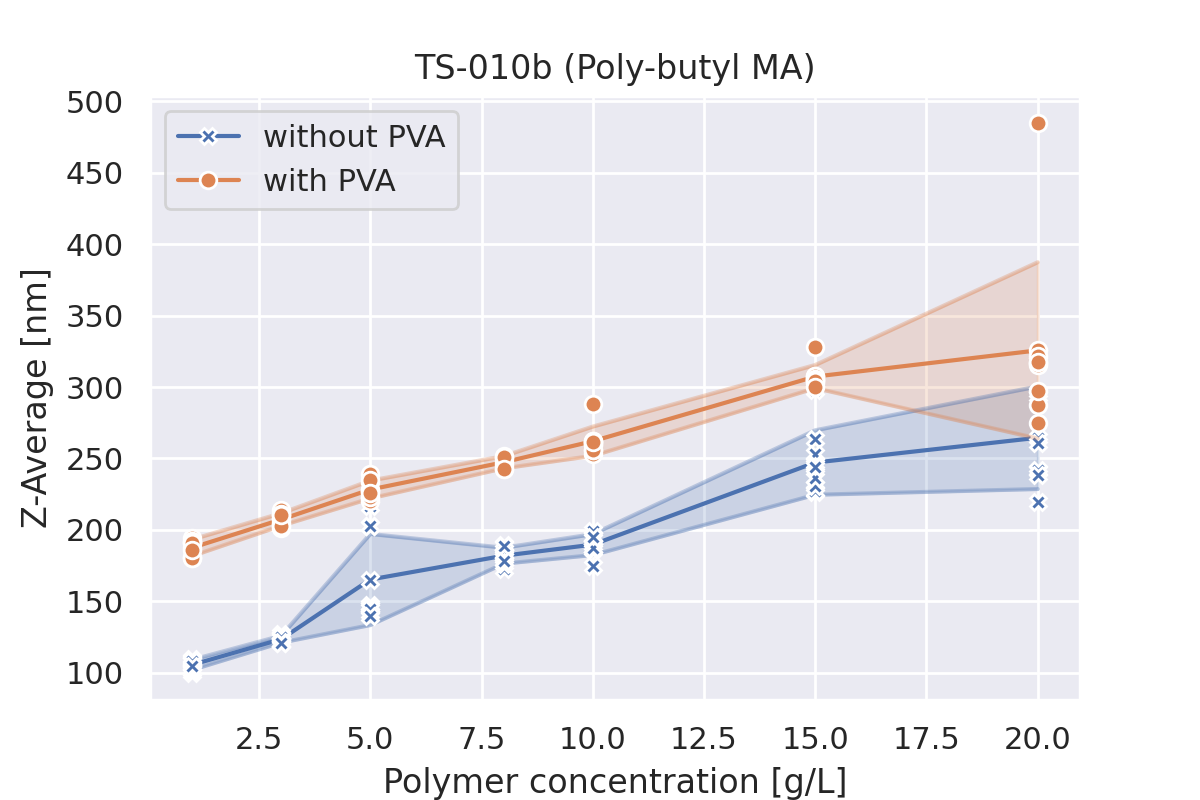 TS-010b (Poly-butyl MA)
without PVA
with PVA
Z-Average [nm]
500
450
400
350
300
250
200
150
100
2.5 5.0 7.5 10.0 12.5 15.0 17.5 20.0
Polymer concentration [g/L]